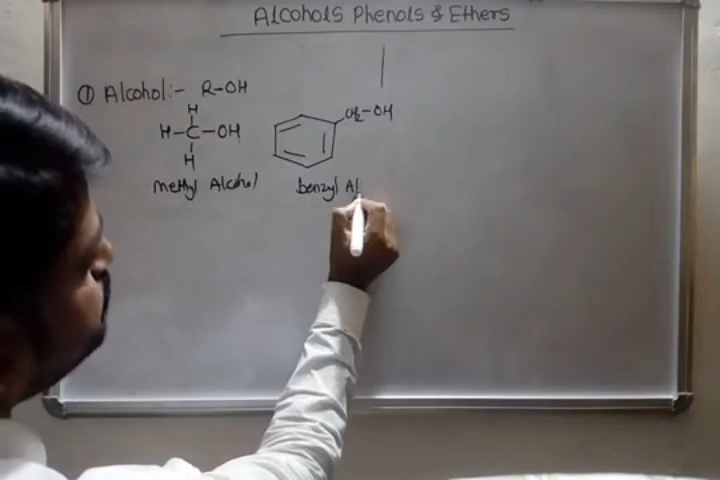 Alcohols Phenols & Ethers
① Alcohol:- R-OH
H
H-C-OH
H
CH2-OH
methyl Alcohol
benzyl Al